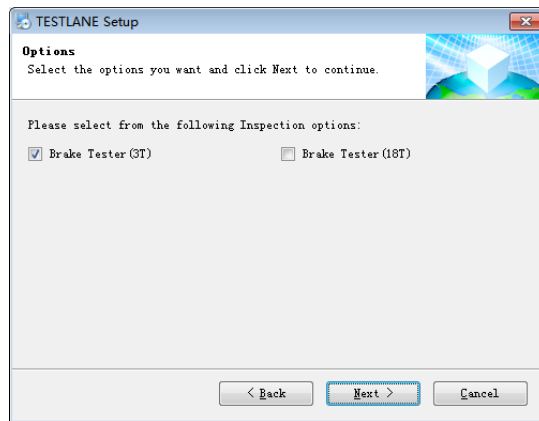 TESTLANE Setup
Options
Select the options you want and click Next to continue.
Please select from the following Inspection options:
Brake Tester(3T) Brake Tester(18T)
< Back Next > Cancel